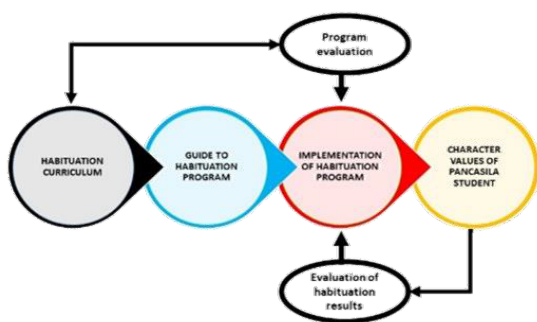 Program
evaluation
HABITUATION
CURRICULUM
GUIDE TO
HABITUATION
PROGRAM
IMPLEMENTATION
OF HABITUATION
PROGRAM
CHARACTER
VALUES OF
PANCASILA
STUDENT
Evaluation of
habituation
results